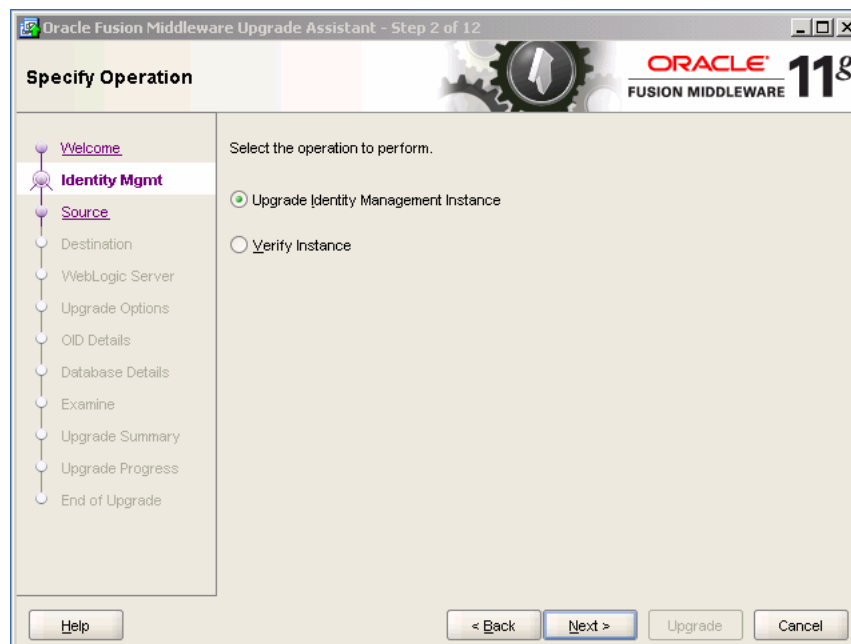 Oracle Fusion Middleware Upgrade Assistant - Step 2 of 12
Specify Operation
ORACLE
FUSION MIDDLEWARE
11g
Welcome
Identity Mgmt
Source
Destination
WebLogic Server
Upgrade Options
OID Details
Database Details
Examine
Upgrade Summary
Upgrade Progress
End of Upgrade
Select the operation to perform.
Upgrade Identity Management Instance
Verify Instance
Help
< Back
Next >
Upgrade
Cancel